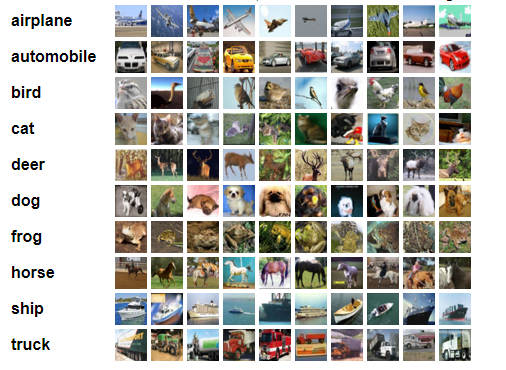 airplane
automobile
bird
cat
deer
dog
frog
horse
ship
truck